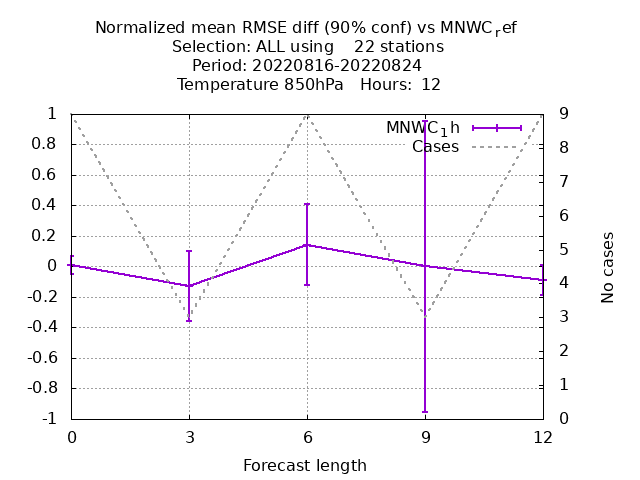 Normalized mean RMSE diff (90% conf) vs MNWCref
Selection: ALL using    22 stations
Period: 20220816-20220824
Temperature 850hPa   Hours:  12
MNWC1h
Cases
1
0.8
0.6
0.4
0.2
0
-0.2
-0.4
-0.6
-0.8
-1
9
8
7
6
5
4
3
2
1
0
No cases
0 3 6 9 12
Forecast length